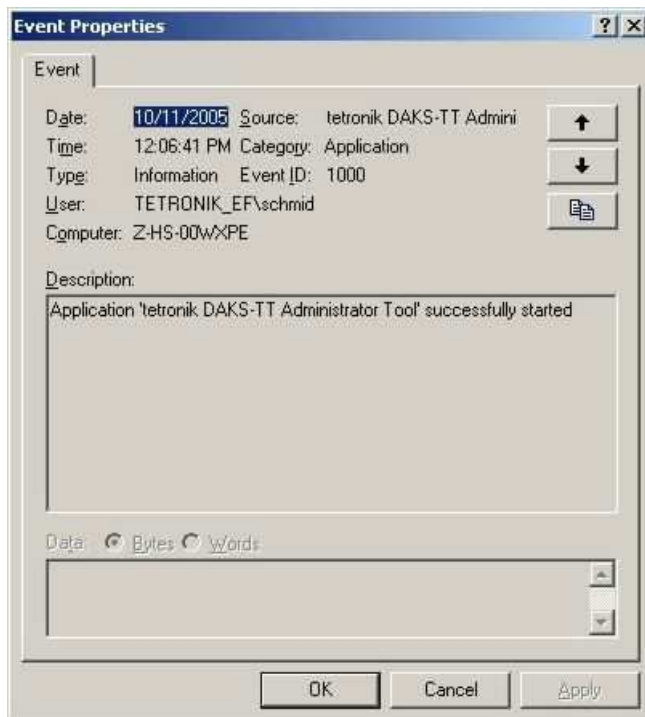 Event Properties
Event
Date: 10/11/2005 Source: tetronik DAKS-TT Admini
Time: 12:06:41 PM Category: Application
Type: Information Event ID: 1000
User: TETRONIK_EF\schmid
Computer: Z-HS-00WXPE
Description:
Application 'tetronik DAKS-TT Administrator Tool' successfully started
Data: Bytes Words
OK Cancel Apply